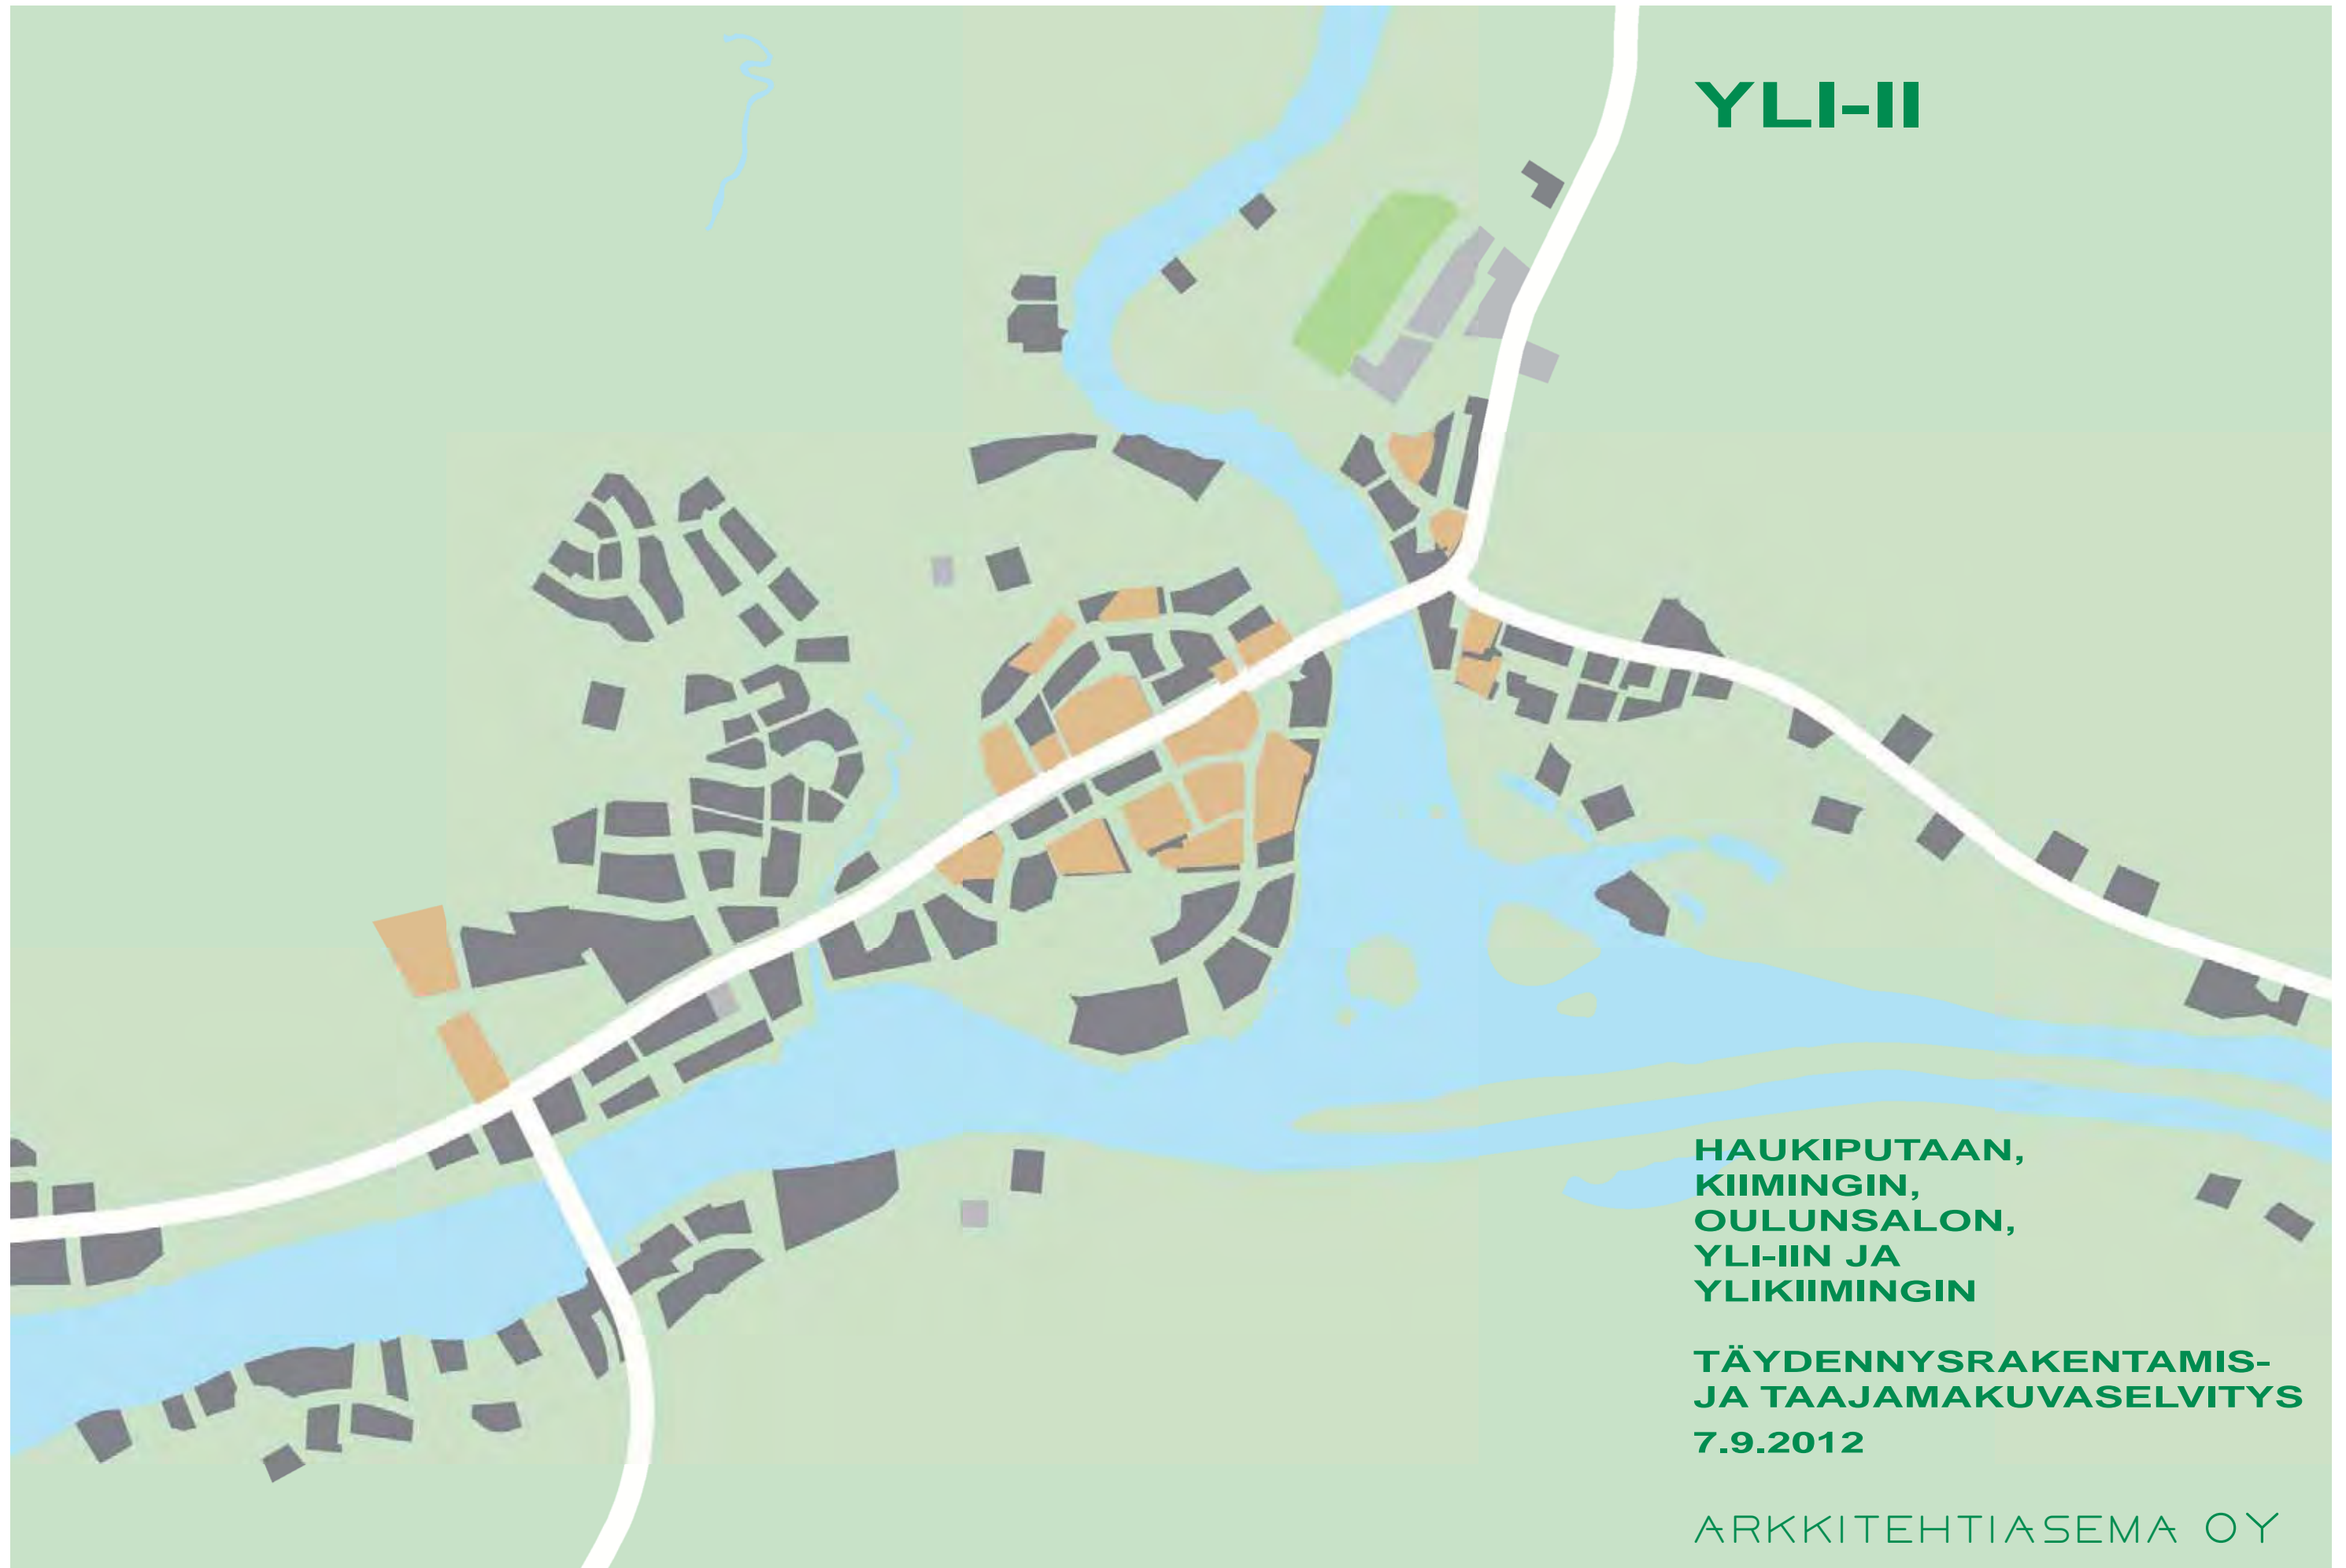 YLI-II
HAUKIPUTAAN,
KIIMINGIN,
OULUNSALON,
YLI-IIN JA
YLIKIIMINGIN
TÄYDENNYSRAKENTAMIS-
JA TAAJAMAKUVASELVITYS
7.9.2012
ARKKITEHTIASEMA OY